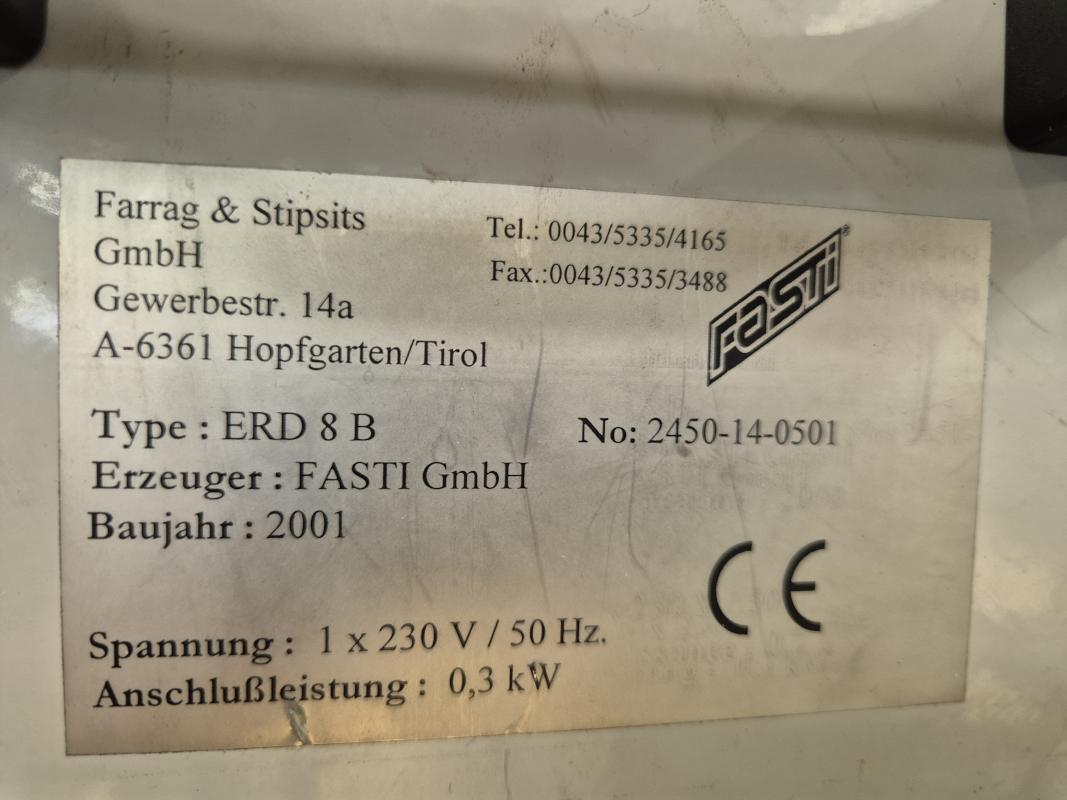 Farrag & Stipsits
GmbH
Gewerbestr. 14a
A-6361 Hopfgarten/Tirol
Tel.: 0043/5335/4165
Fax.:0043/5335/3488
FASTI®
Type : ERD 8 B
No: 2450-14-0501
Erzeuger : FASTI GmbH
Baujahr : 2001
CE
Spannung : 1 x 230 V / 50 Hz.
Anschlußleistung : 0,3 kW